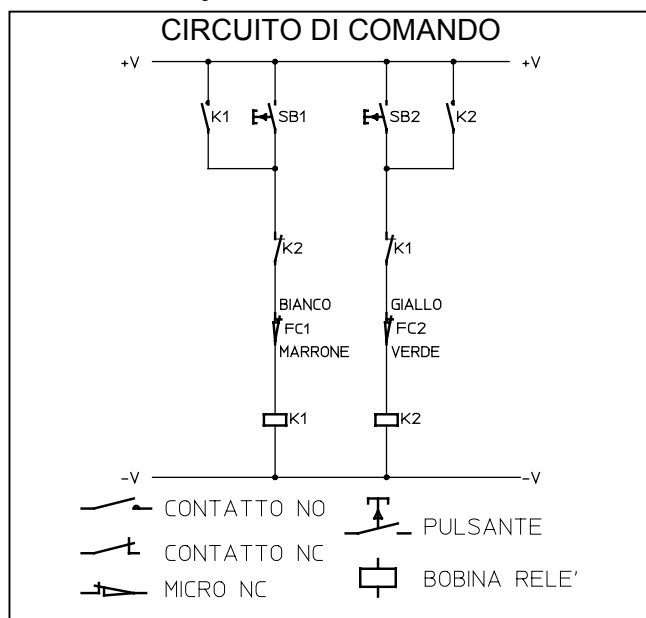 CIRCUITO DI COMANDO
+V +V
K1 SB1 SB2 K2
K2 K1
BIANCO GIALLO
FC1 FC2
MARRONE VERDE
K1 K2
-V -V
CONTATTO NO
PULSANTE
CONTATTO NC
BOBINA RELE'
MICRO NC